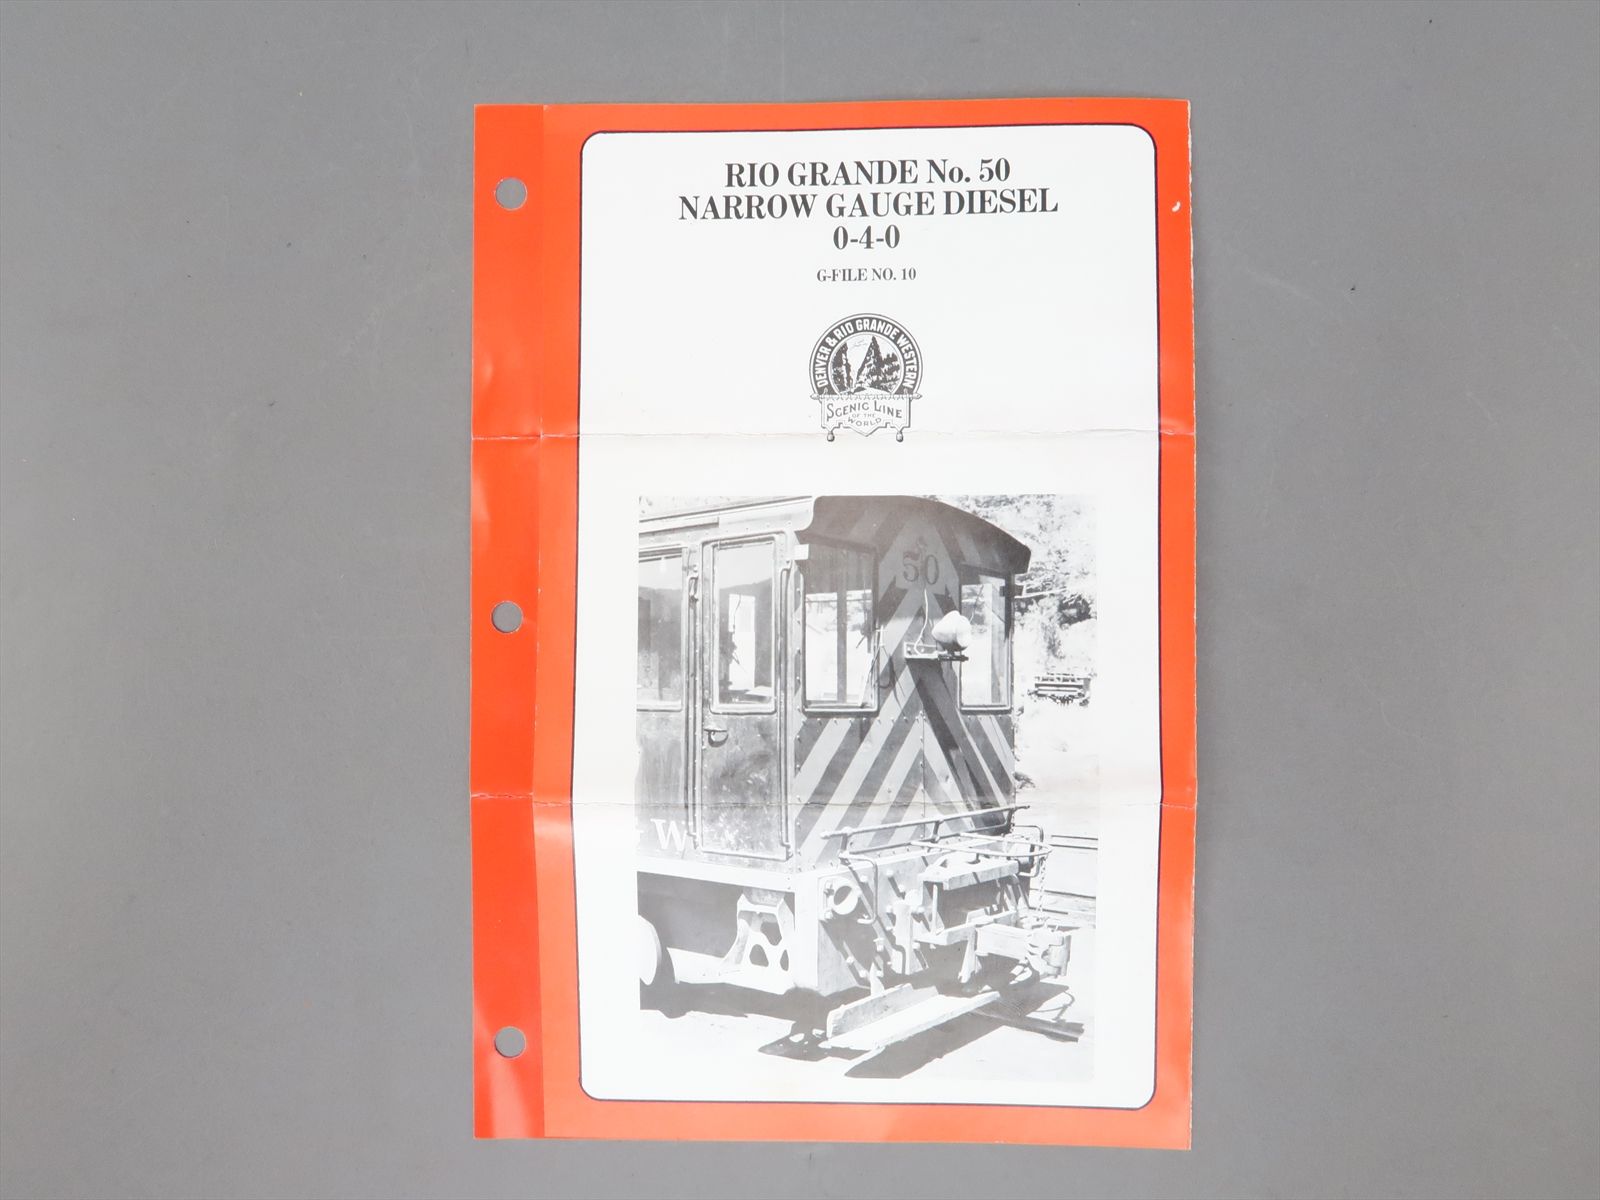 RIO GRANDE No. 50
NARROW GAUGE DIESEL
0-4-0
G-FILE NO. 10
DENVER & RIO GRANDE WESTERN
SCENIC LINE
OF THE
WORLD
50
W